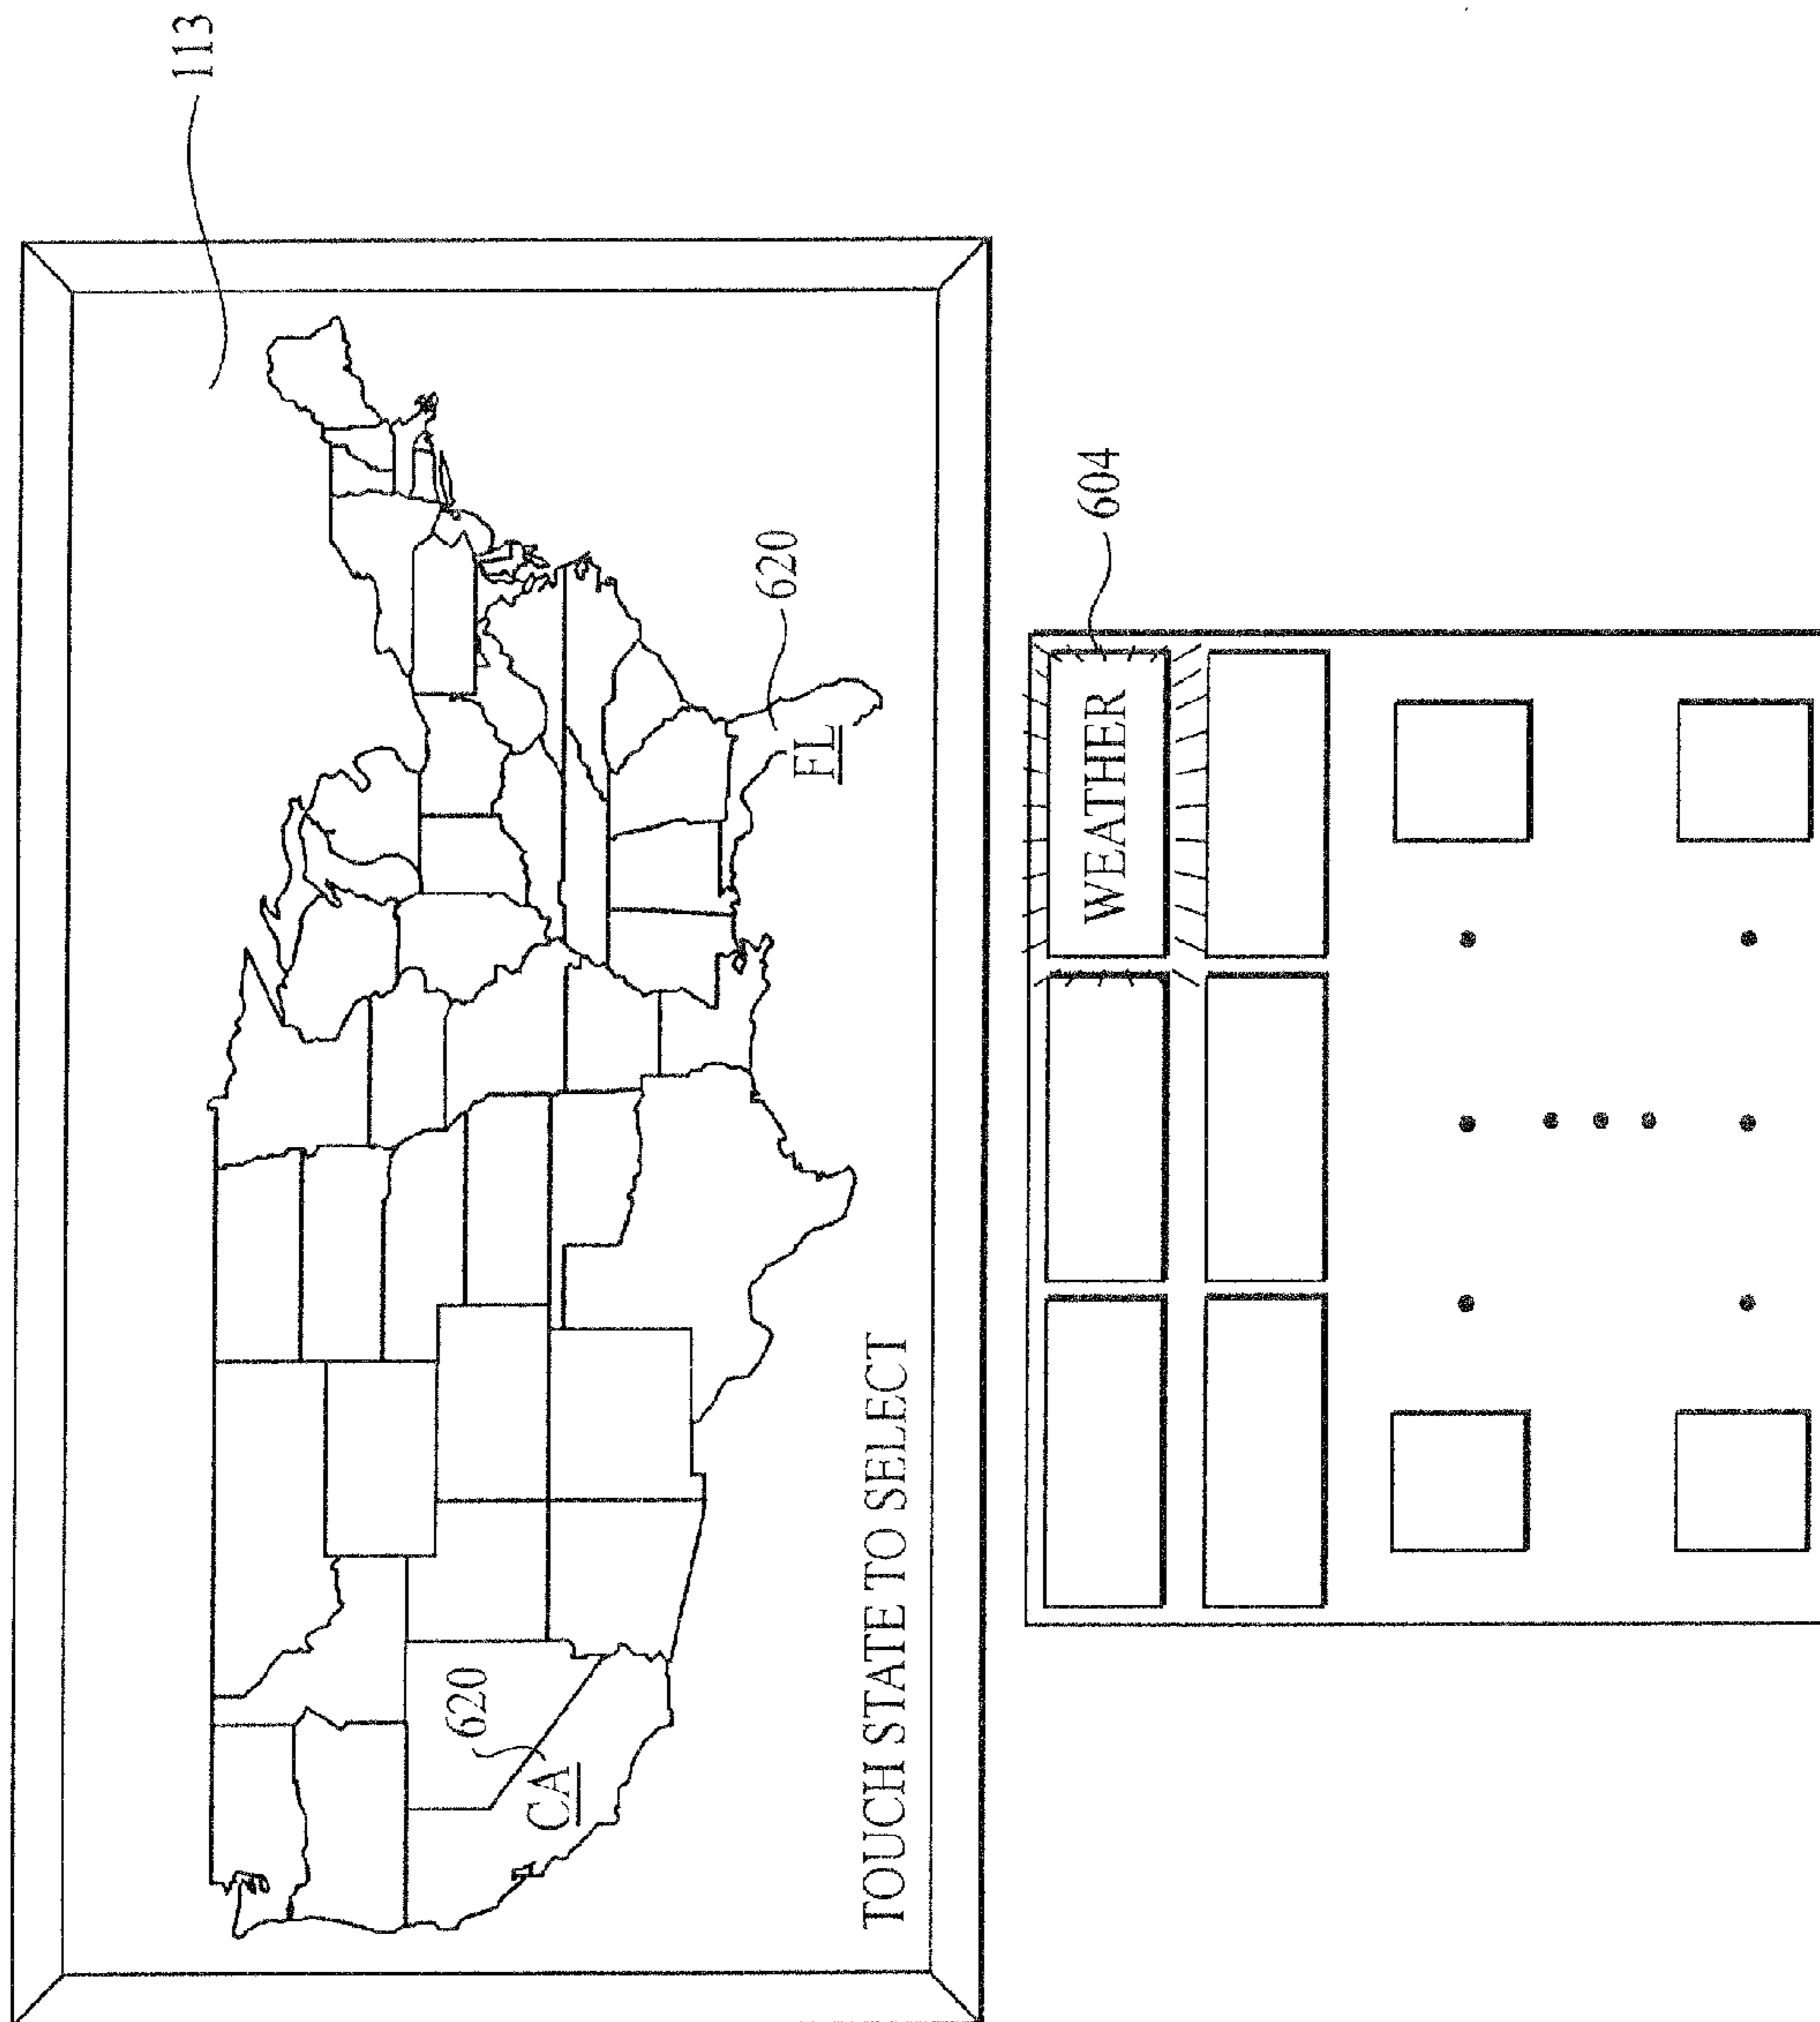 113
620
FL
620
CA
TOUCH STATE TO SELECT
604
WEATHER